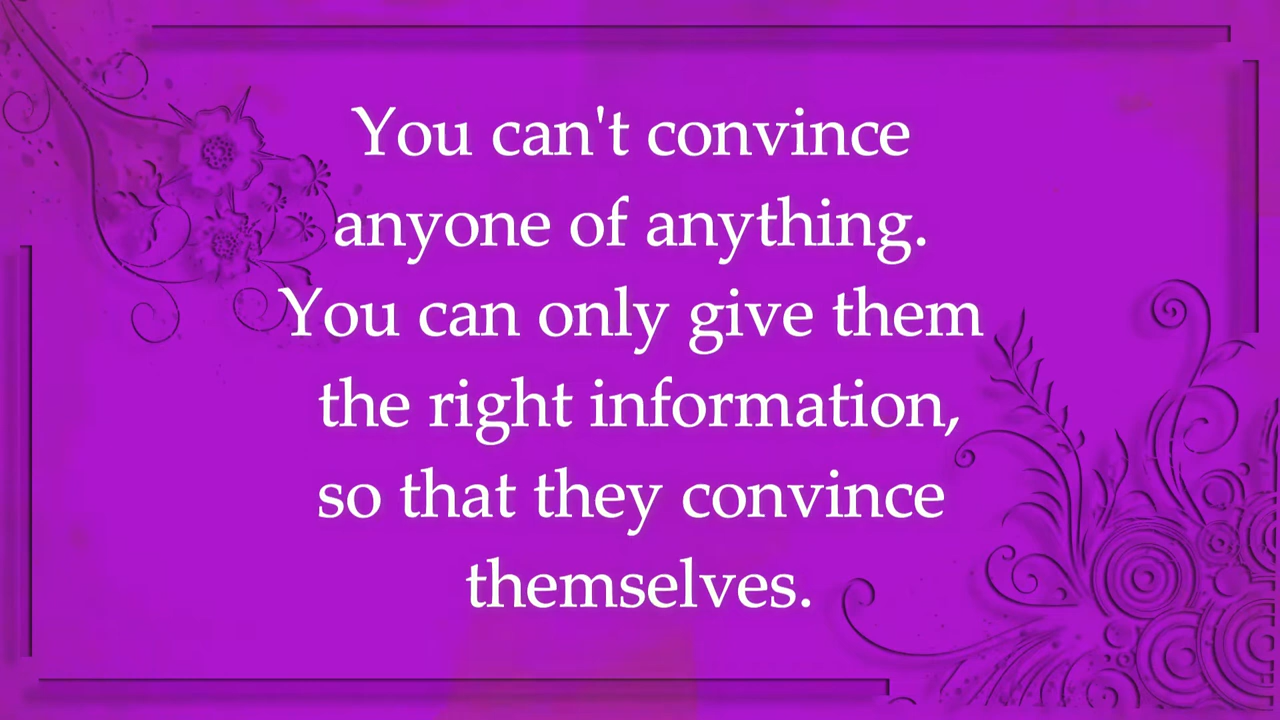 You can't convince
anyone of anything.
You can only give them
the right information,
so that they convince
themselves.